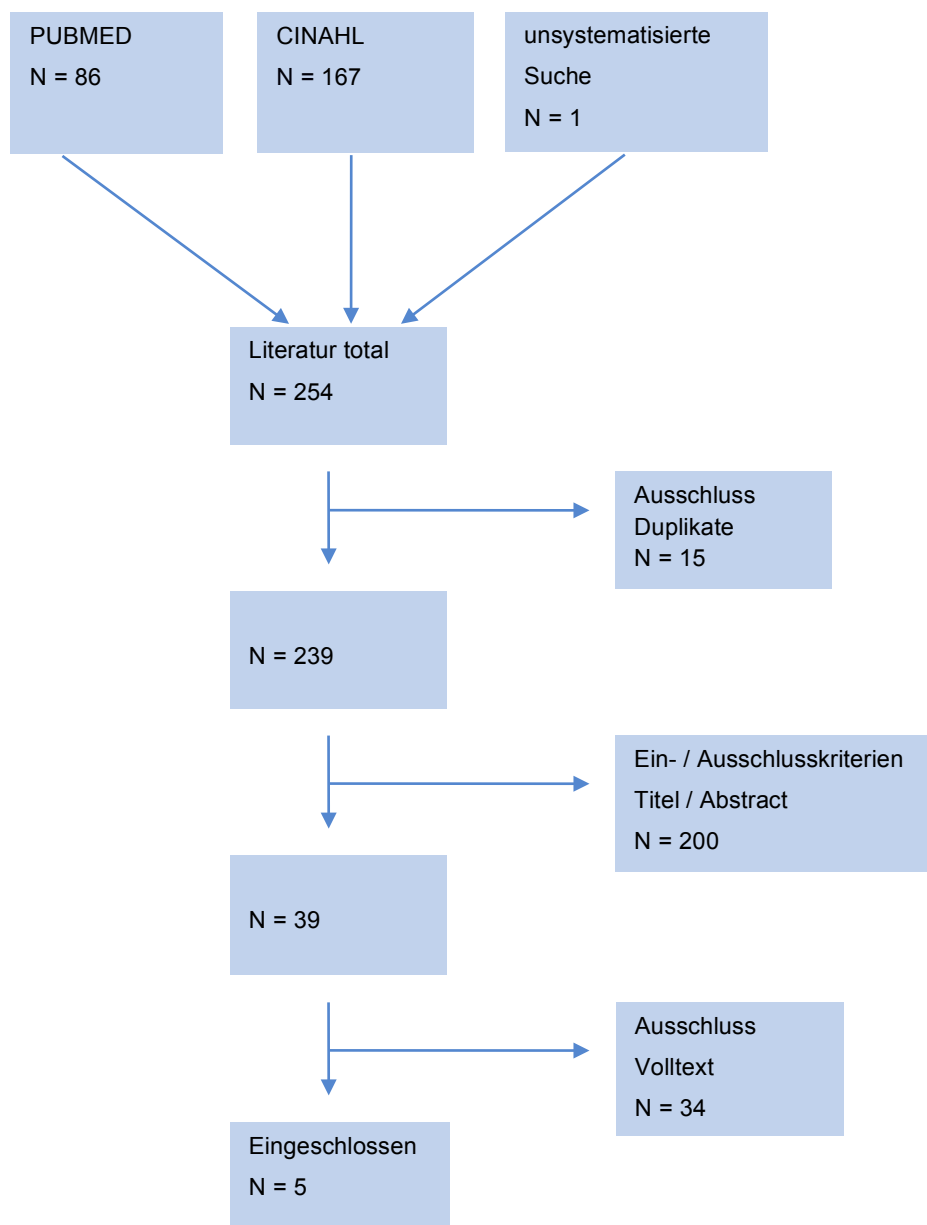 PUBMED
N = 86
CINAHL
N = 167
unsystematisierte
Suche
N = 1
Literatur total
N = 254
Ausschluss
Duplikate
N = 15
N = 239
Ein- / Ausschlusskriterien
Titel / Abstract
N = 200
N = 39
Ausschluss
Volltext
N = 34
Eingeschlossen
N = 5